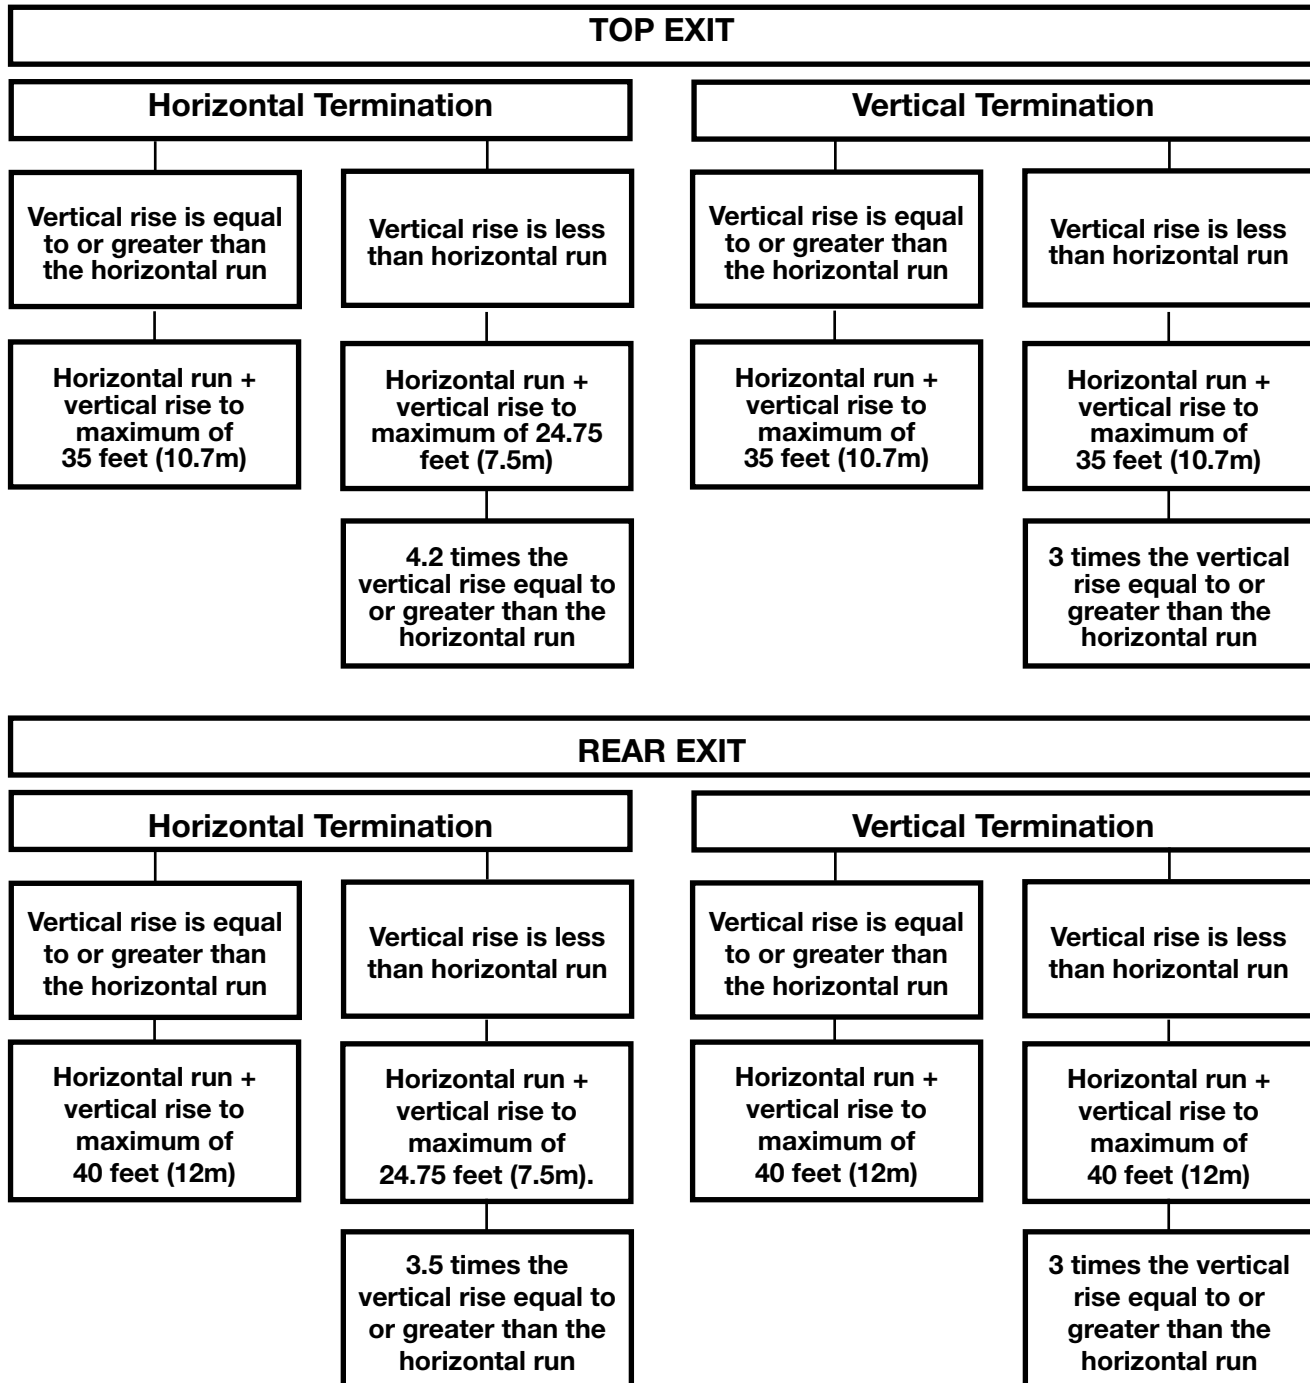 TOP EXIT
Horizontal Termination
Vertical Termination
Vertical rise is equal
to or greater than
the horizontal run
Vertical rise is less
than horizontal run
Vertical rise is equal
to or greater than
the horizontal run
Vertical rise is less
than horizontal run
Horizontal run +
vertical rise to
maximum of
35 feet (10.7m)
Horizontal run +
vertical rise to
maximum of 24.75
feet (7.5m)
Horizontal run +
vertical rise to
maximum of
35 feet (10.7m)
Horizontal run +
vertical rise to
maximum of
35 feet (10.7m)
4.2 times the
vertical rise equal to
or greater than the
horizontal run
3 times the vertical
rise equal to or
greater than the
horizontal run
REAR EXIT
Horizontal Termination
Vertical Termination
Vertical rise is equal
to or greater than
the horizontal run
Vertical rise is less
than horizontal run
Vertical rise is equal
to or greater than
the horizontal run
Vertical rise is less
than horizontal run
Horizontal run +
vertical rise to
maximum of
40 feet (12m)
Horizontal run +
vertical rise to
maximum of
24.75 feet (7.5m).
Horizontal run +
vertical rise to
maximum of
40 feet (12m)
Horizontal run +
vertical rise to
maximum of
40 feet (12m)
3.5 times the
vertical rise equal to
or greater than the
horizontal run
3 times the vertical
rise equal to or
greater than the
horizontal run